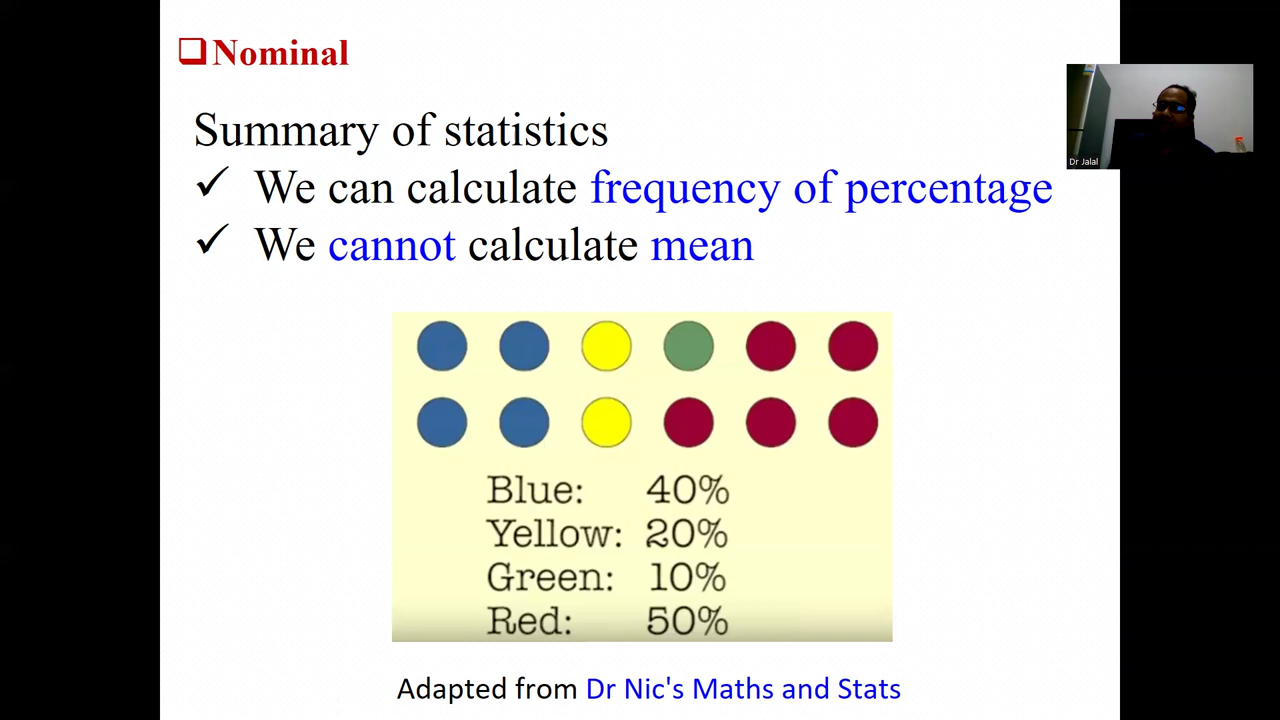 Nominal
Summary of statistics
✓ We can calculate frequency of percentage
✓ We cannot calculate mean
Blue: 40%
Yellow: 20%
Green: 10%
Red: 50%
Adapted from Dr Nic's Maths and Stats
Dr Jalal